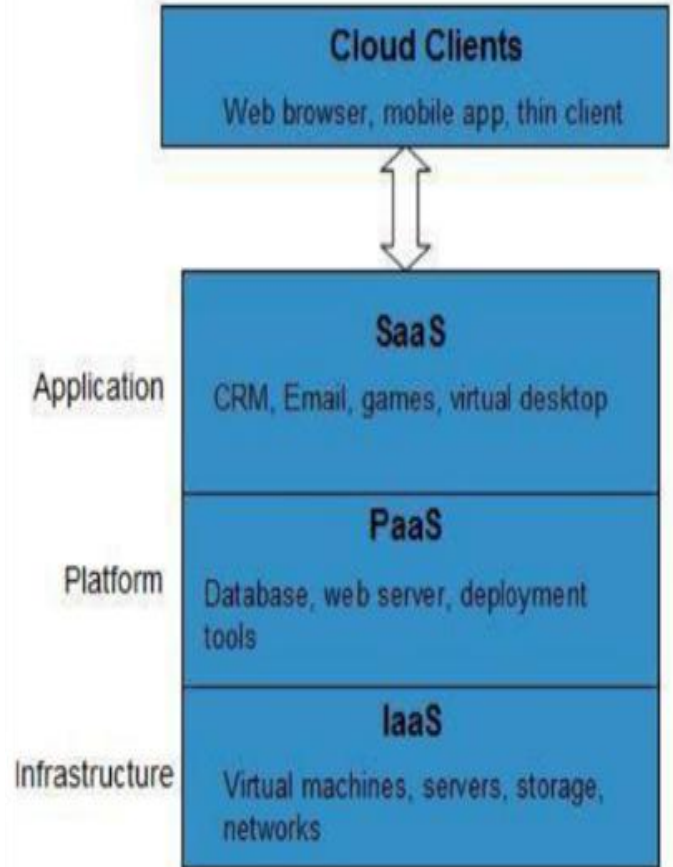 Cloud Clients
Web browser, mobile app, thin client
SaaS
Application
CRM, Email, games, virtual desktop
PaaS
Platform
Database, web server, deployment
tools
IaaS
Infrastructure
Virtual machines, servers, storage,
networks